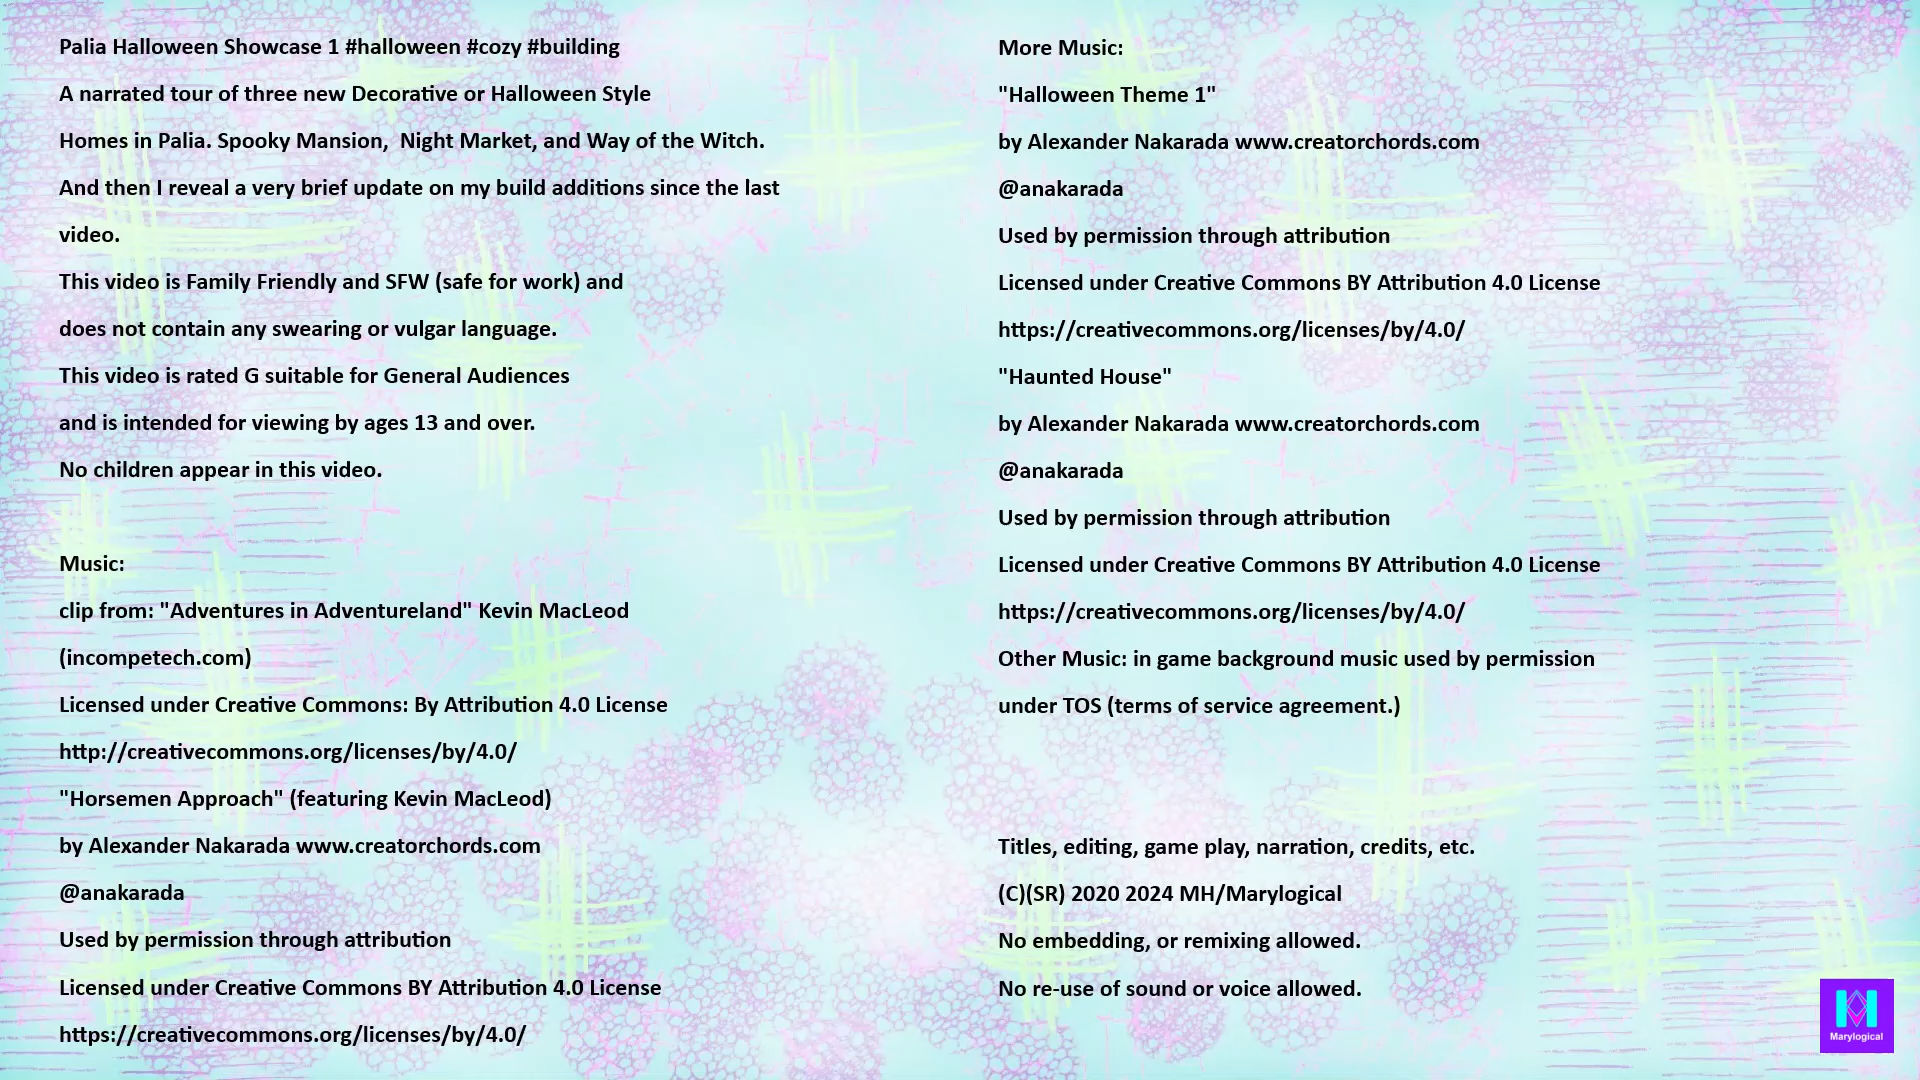 Palia Halloween Showcase 1 #halloween #cozy #building
A narrated tour of three new Decorative or Halloween Style
Homes in Palia. Spooky Mansion,  Night Market, and Way of the Witch.
And then I reveal a very brief update on my build additions since the last
video.
This video is Family Friendly and SFW (safe for work) and
does not contain any swearing or vulgar language.
This video is rated G suitable for General Audiences
and is intended for viewing by ages 13 and over.
No children appear in this video.
Music:
clip from: "Adventures in Adventureland" Kevin MacLeod
(incompetech.com)
Licensed under Creative Commons: By Attribution 4.0 License
http://creativecommons.org/licenses/by/4.0/
"Horsemen Approach" (featuring Kevin MacLeod)
by Alexander Nakarada www.creatorchords.com
@anakarada
Used by permission through attribution
Licensed under Creative Commons BY Attribution 4.0 License
https://creativecommons.org/licenses/by/4.0/
More Music:
"Halloween Theme 1"
by Alexander Nakarada www.creatorchords.com
@anakarada
Used by permission through attribution
Licensed under Creative Commons BY Attribution 4.0 License
https://creativecommons.org/licenses/by/4.0/
"Haunted House"
by Alexander Nakarada www.creatorchords.com
@anakarada
Used by permission through attribution
Licensed under Creative Commons BY Attribution 4.0 License
https://creativecommons.org/licenses/by/4.0/
Other Music: in game background music used by permission
under TOS (terms of service agreement.)
Titles, editing, game play, narration, credits, etc.
(C)(SR) 2020 2024 MH/Marylogical
No embedding, or remixing allowed.
No re-use of sound or voice allowed.
Marylogical